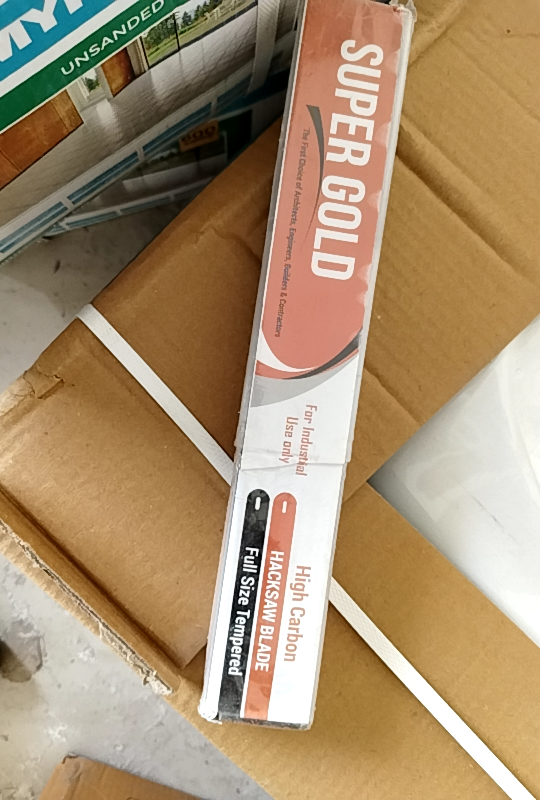 UNSANDED
SUPER GOLD
The First Choice of Architects, Engineers, Builders & Contractors
For Industrial
Use only
High Carbon
HACKSAW BLADE
Full Size Tempered